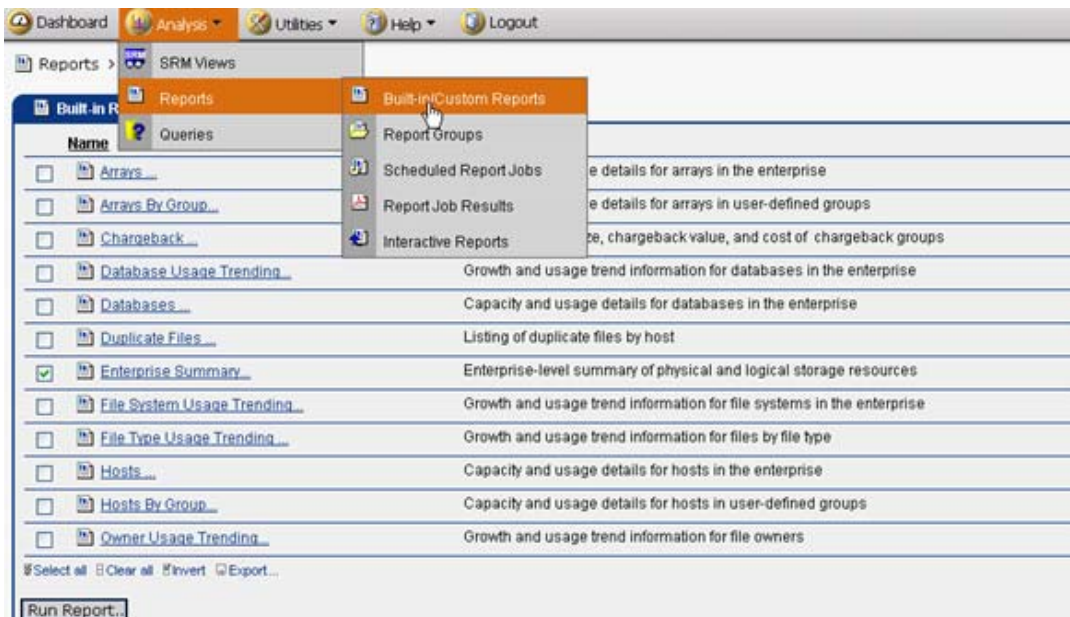 Dashboard Analysis Utilities Help Logout
Reports > SRM Views
Reports Built-in/Custom Reports
Built-in R
Queries Report Groups
Name
Scheduled Report Jobs
Report Job Results
Interactive Reports
Arrays ... e details for arrays in the enterprise
Arrays By Group... e details for arrays in user-defined groups
Chargeback ... ze, chargeback value, and cost of chargeback groups
Database Usage Trending... Growth and usage trend information for databases in the enterprise
Databases ... Capacity and usage details for databases in the enterprise
Duplicate Files ... Listing of duplicate files by host
Enterprise Summary... Enterprise-level summary of physical and logical storage resources
File System Usage Trending... Growth and usage trend information for file systems in the enterprise
File Type Usage Trending ... Growth and usage trend information for files by file type
Hosts ... Capacity and usage details for hosts in the enterprise
Hosts By Group... Capacity and usage details for hosts in user-defined groups
Owner Usage Trending... Growth and usage trend information for file owners
Select all Clear all Invert Export...
Run Report...